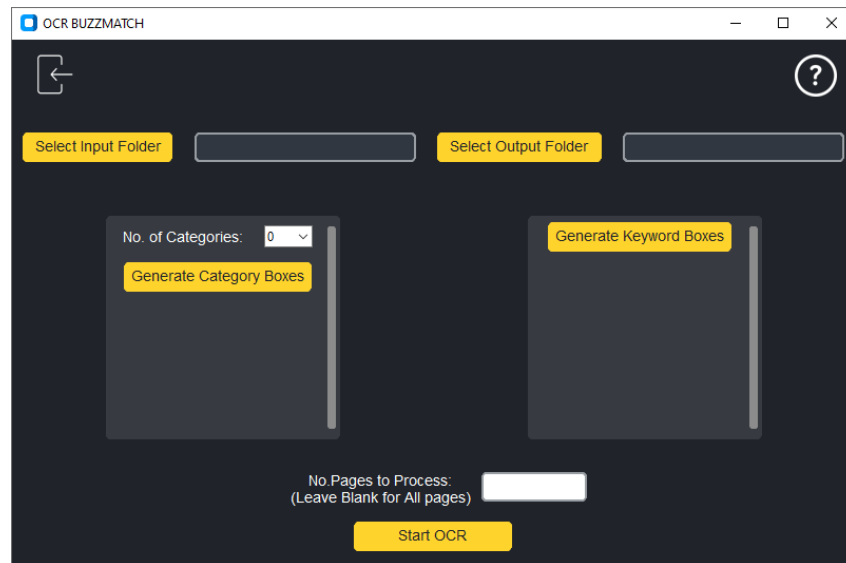 OCR BUZZMATCH
?
Select Input Folder
Select Output Folder
No. of Categories: 0
Generate Category Boxes
Generate Keyword Boxes
No.Pages to Process:
(Leave Blank for All pages)
Start OCR